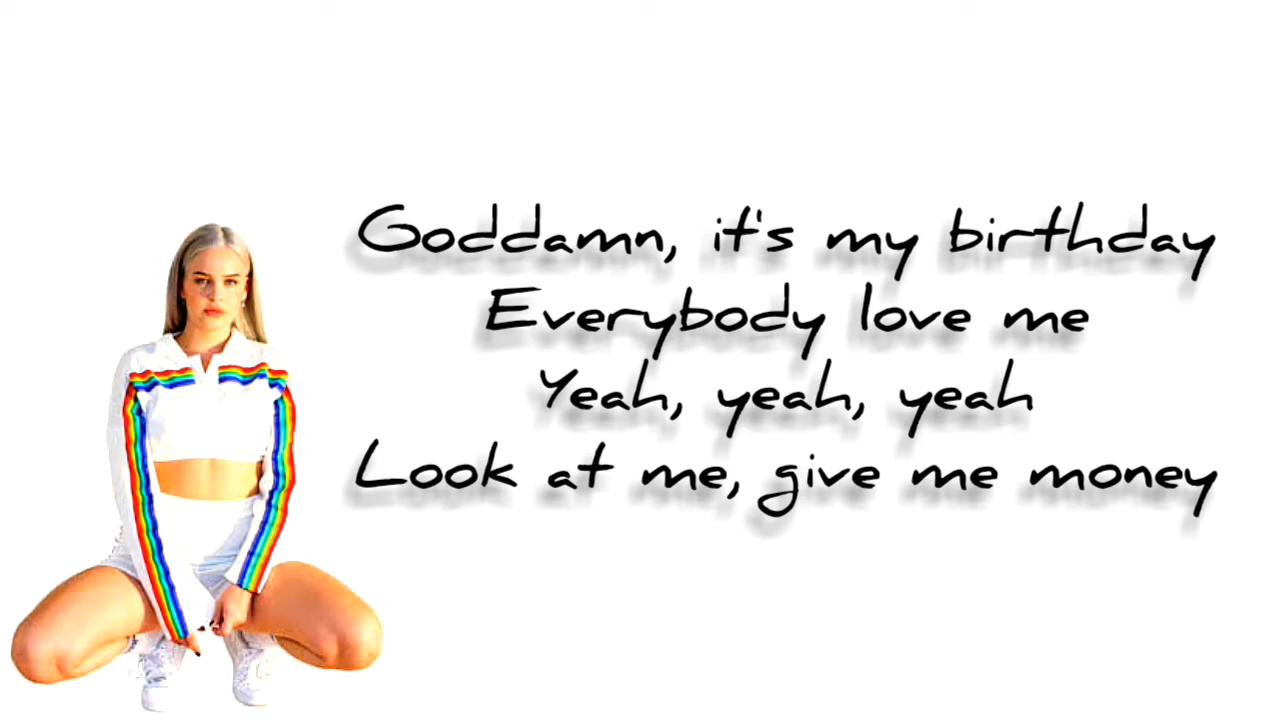 Goddamn, it's my birthday
Everybody love me
Yeah, yeah, yeah
Look at me, give me money